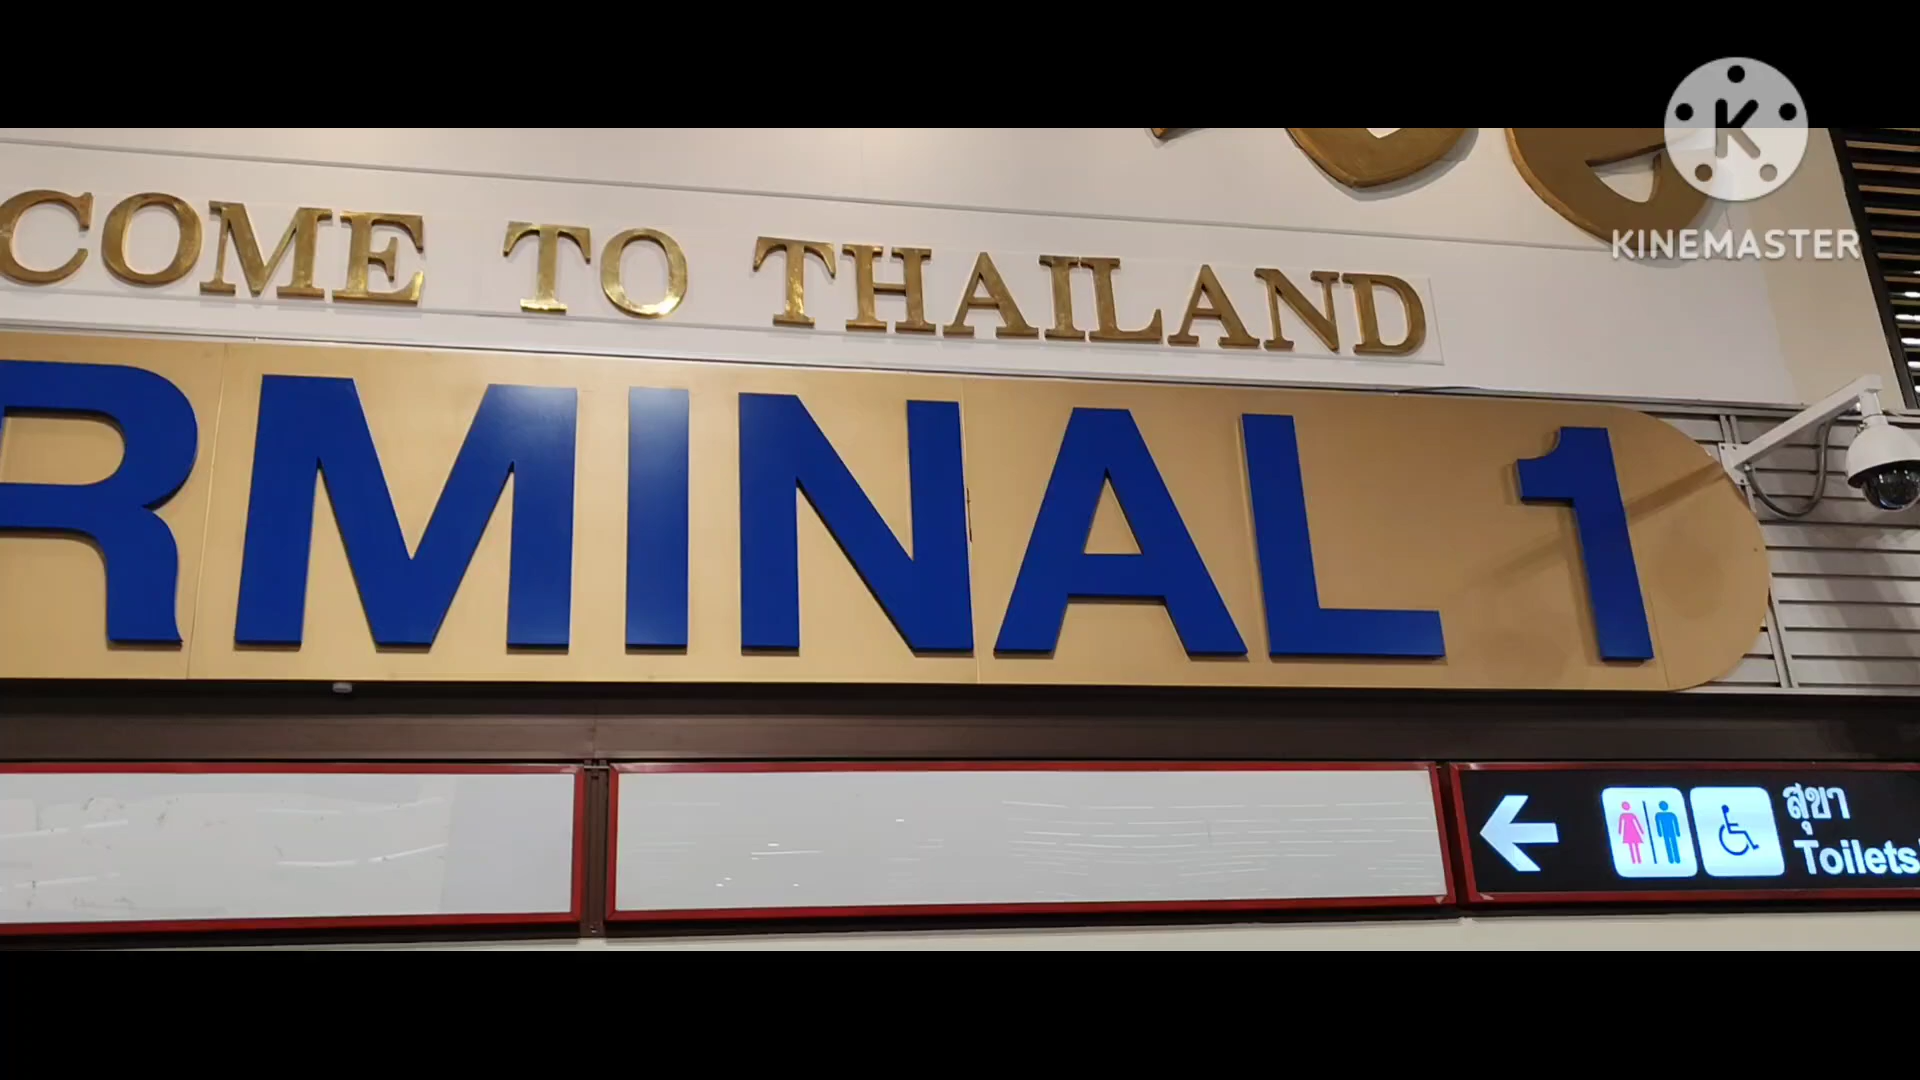 COME TO THAILAND
RMINAL 1
สุขา
Toilets
K
KINEMASTER